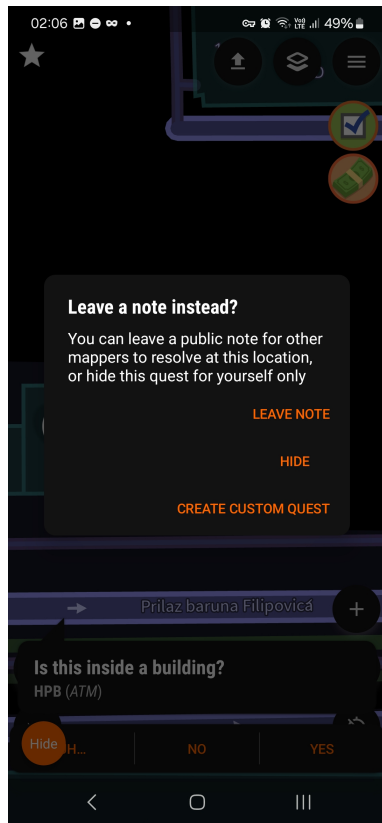 02:06
Vo)) LTE 49%
Leave a note instead?
You can leave a public note for other
mappers to resolve at this location,
or hide this quest for yourself only
LEAVE NOTE
HIDE
CREATE CUSTOM QUEST
Prilaz baruna Filipovića
Is this inside a building?
HPB (ATM)
Hide
H...
NO
YES